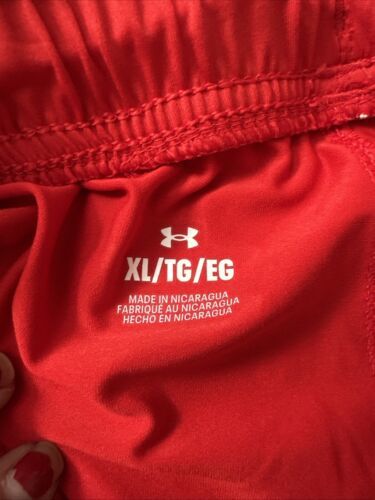 XL/TG/EG
MADE IN NICARAGUA
FABRIQUÉ AU NICARAGUA
HECHO EN NICARAGUA